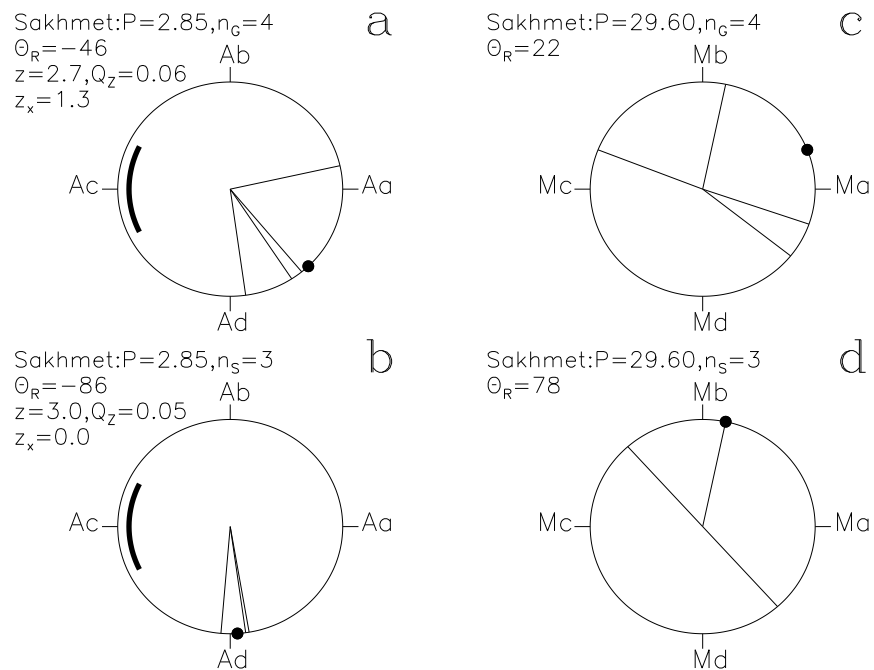 Sakhmet:P=2.85,n_G=4
a
Θ_R=−46
z=2.7,Q_Z=0.06
z_x=1.3
Ab
Ac
Aa
Ad
Sakhmet:P=29.60,n_G=4
c
Θ_R=22
Mb
Mc
Ma
Md
Sakhmet:P=2.85,n_S=3
b
Θ_R=−86
z=3.0,Q_Z=0.05
z_x=0.0
Ab
Ac
Aa
Ad
Sakhmet:P=29.60,n_S=3
d
Θ_R=78
Mb
Mc
Ma
Md